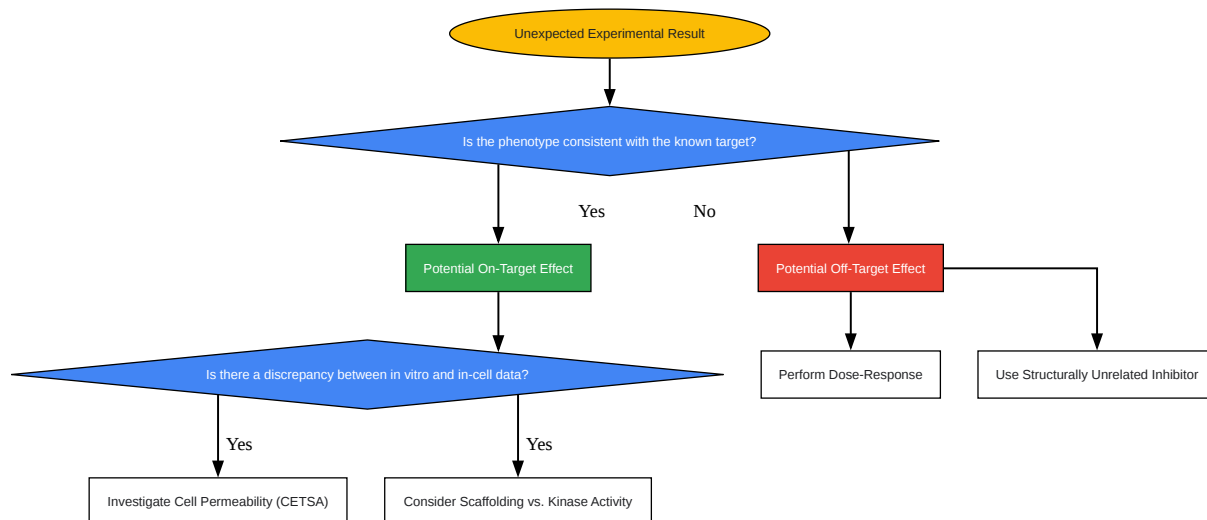 Unexpected Experimental Result
Is the phenotype consistent with the known target?
Yes
No
Potential On-Target Effect
Potential Off-Target Effect
Is there a discrepancy between in vitro and in-cell data?
Perform Dose-Response
Use Structurally Unrelated Inhibitor
Yes
Yes
Investigate Cell Permeability (CETSA)
Consider Scaffolding vs. Kinase Activity